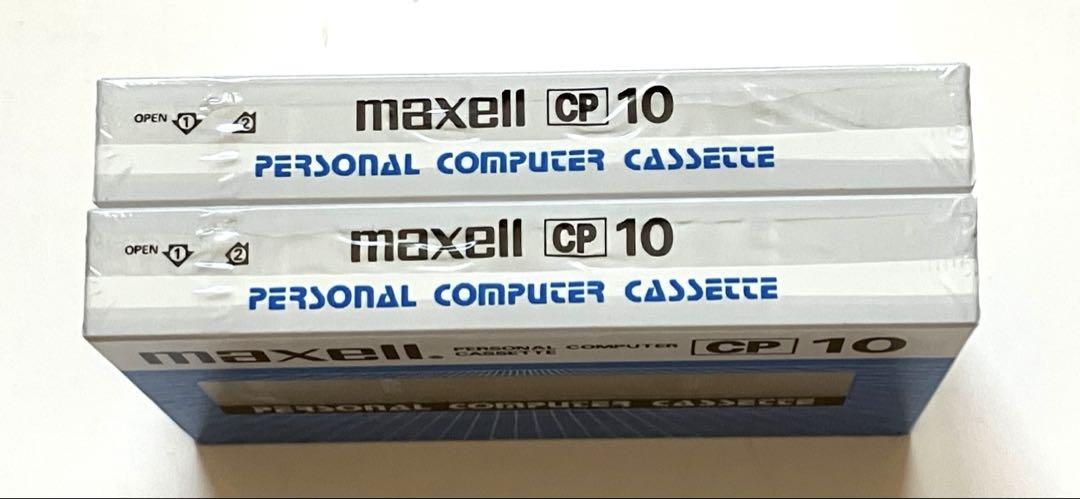 OPEN 1 2 maxell CP 10
PERSONAL COMPUTER CASSETTE
OPEN 1 2 maxell CP 10
PERSONAL COMPUTER CASSETTE
maxell. PERSONAL COMPUTER CP 10
CASSETTE
PERSONAL COMPUTER CASSETTE